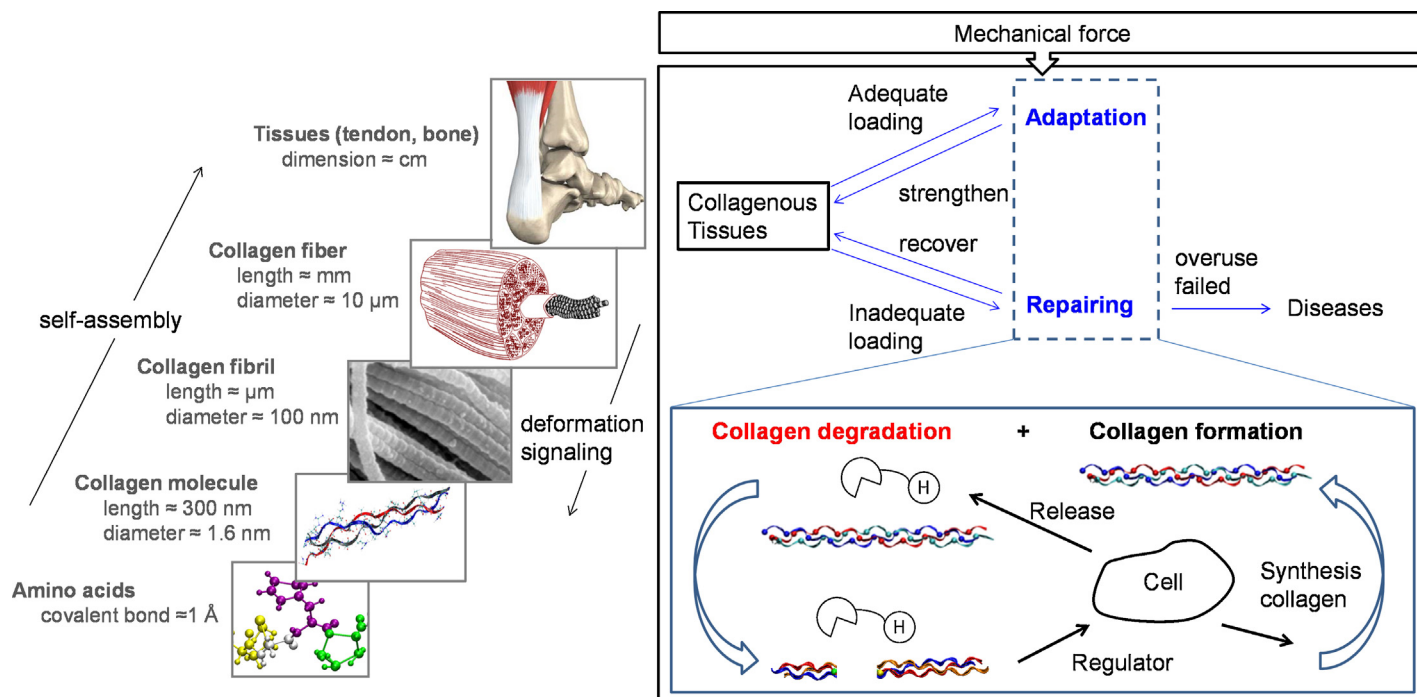 Tissues (tendon, bone)
dimension ≈ cm
Collagen fiber
length ≈ mm
diameter ≈ 10 µm
self-assembly
Collagen fibril
length ≈ µm
diameter ≈ 100 nm
deformation
signaling
Collagen molecule
length ≈ 300 nm
diameter ≈ 1.6 nm
Amino acids
covalent bond ≈1 Å
Mechanical force
Adequate
loading
Adaptation
strengthen
Collagenous
Tissues
recover
Inadequate
loading
Repairing
overuse
failed
Diseases
Collagen degradation + Collagen formation
H
Release
Cell
Synthesis
collagen
H
Regulator